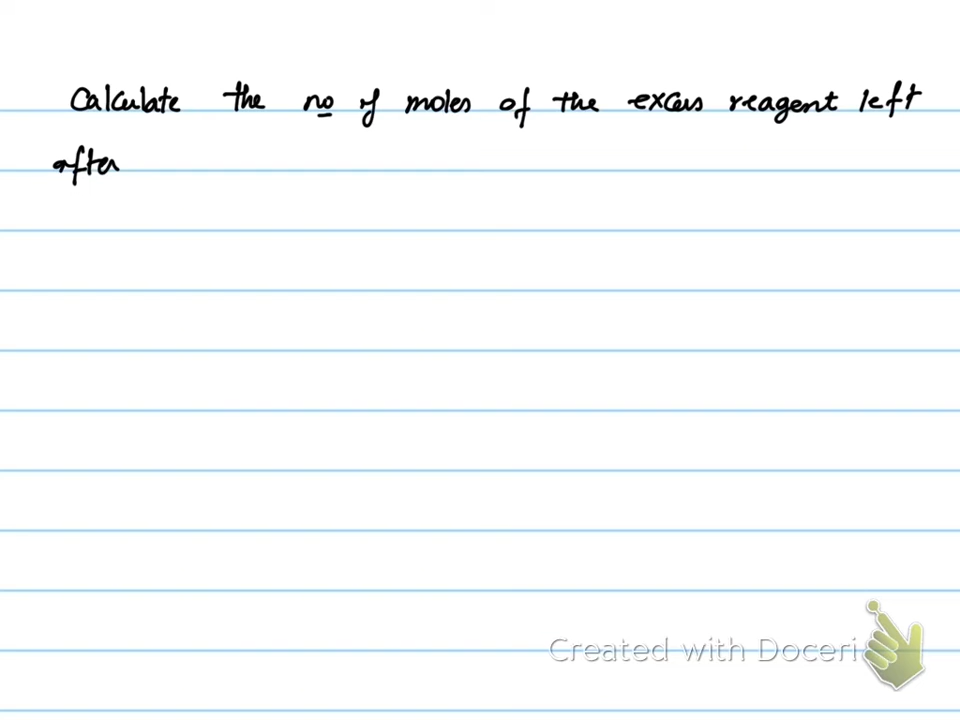 Calculate the no of moles of the excess reagent left
after
Created with Doceri